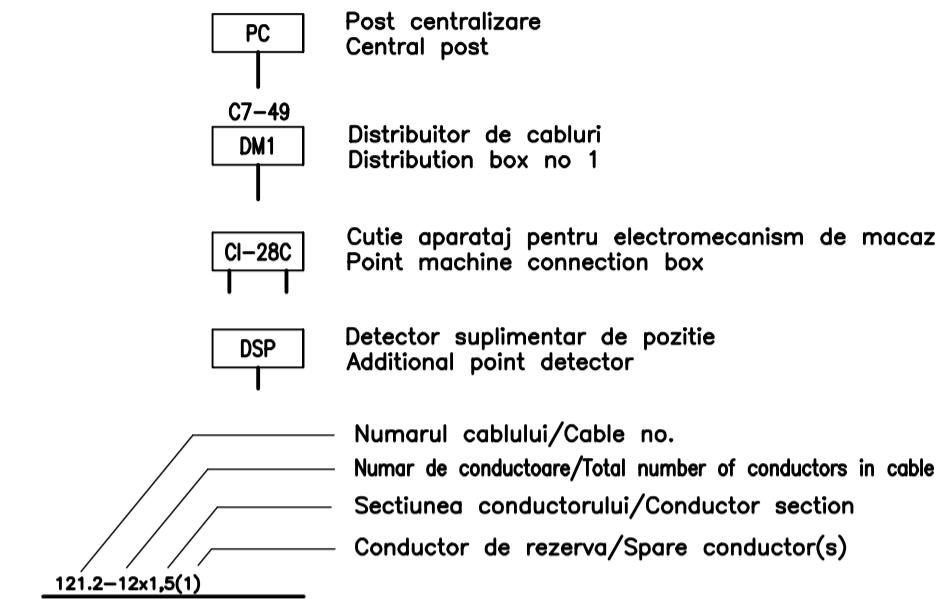 PC
Post centralizare
Central post
C7-49
DM1
Distribuitor de cabluri
Distribution box no 1
CI-28C
Cutie aparataj pentru electromecanism de macaz
Point machine connection box
DSP
Detector suplimentar de pozitie
Additional point detector
Numarul cablului/Cable no.
Numar de conductoare/Total number of conductors in cable
Sectiunea conductorului/Conductor section
Conductor de rezerva/Spare conductor(s)
121.2-12x1,5(1)